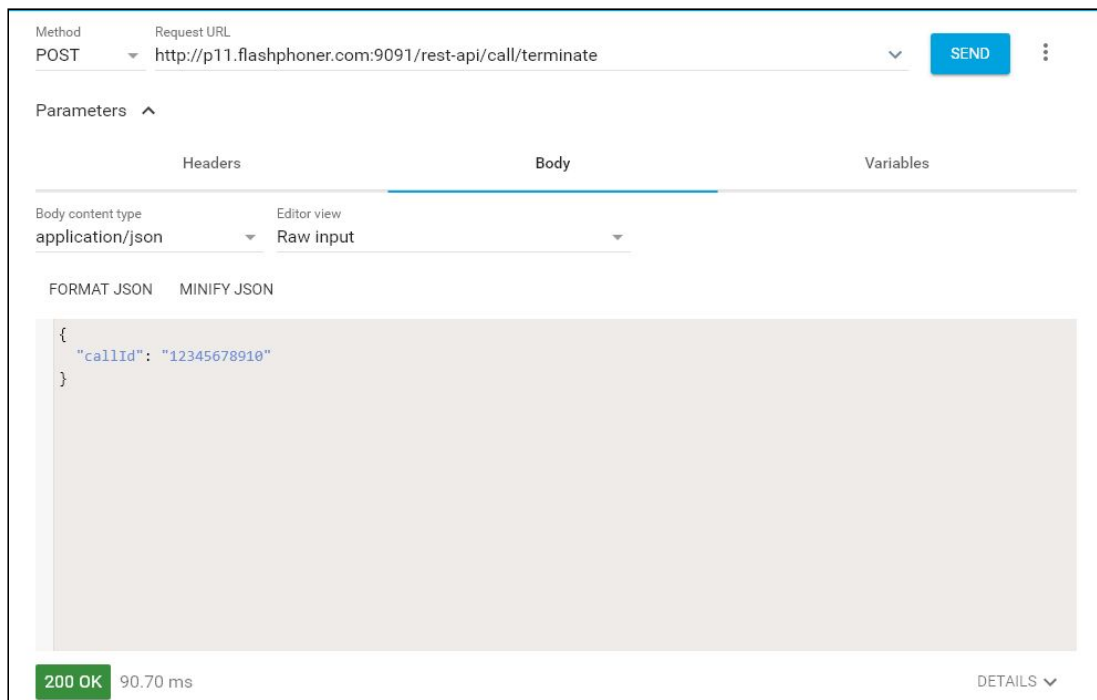 Method Request URL
POST http://p11.flashphoner.com:9091/rest-api/call/terminate SEND
Parameters
Headers Body Variables
Body content type Editor view
application/json Raw input
FORMAT JSON MINIFY JSON
{
"callId": "12345678910"
}
200 OK 90.70 ms DETAILS